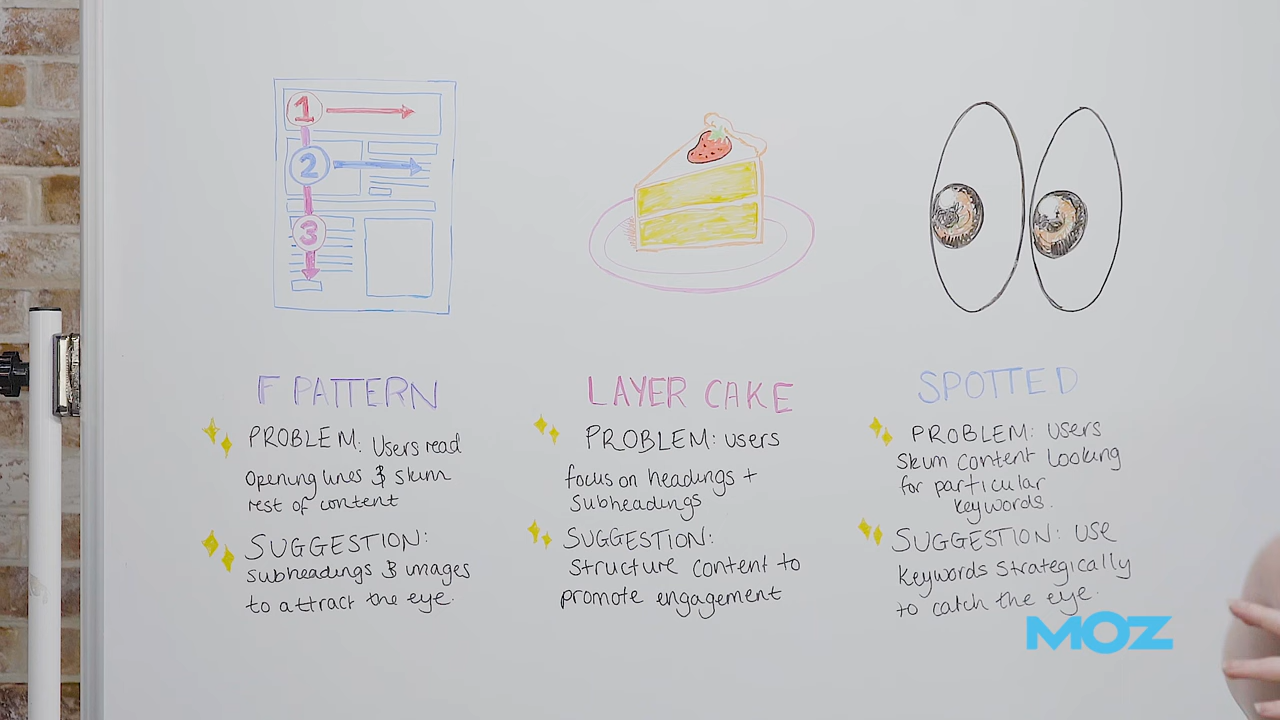 1
2
3
F PATTERN
PROBLEM: Users read
Opening lines & skim
rest of content
SUGGESTION:
subheadings & images
to attract the eye.
LAYER CAKE
PROBLEM: users
focus on headings +
Subheadings
SUGGESTION:
Structure content to
promote engagement
SPOTTED
PROBLEM: users
Skim content looking
for particular
keywords.
SUGGESTION: use
keywords strategically
to catch the eye.
MOZ